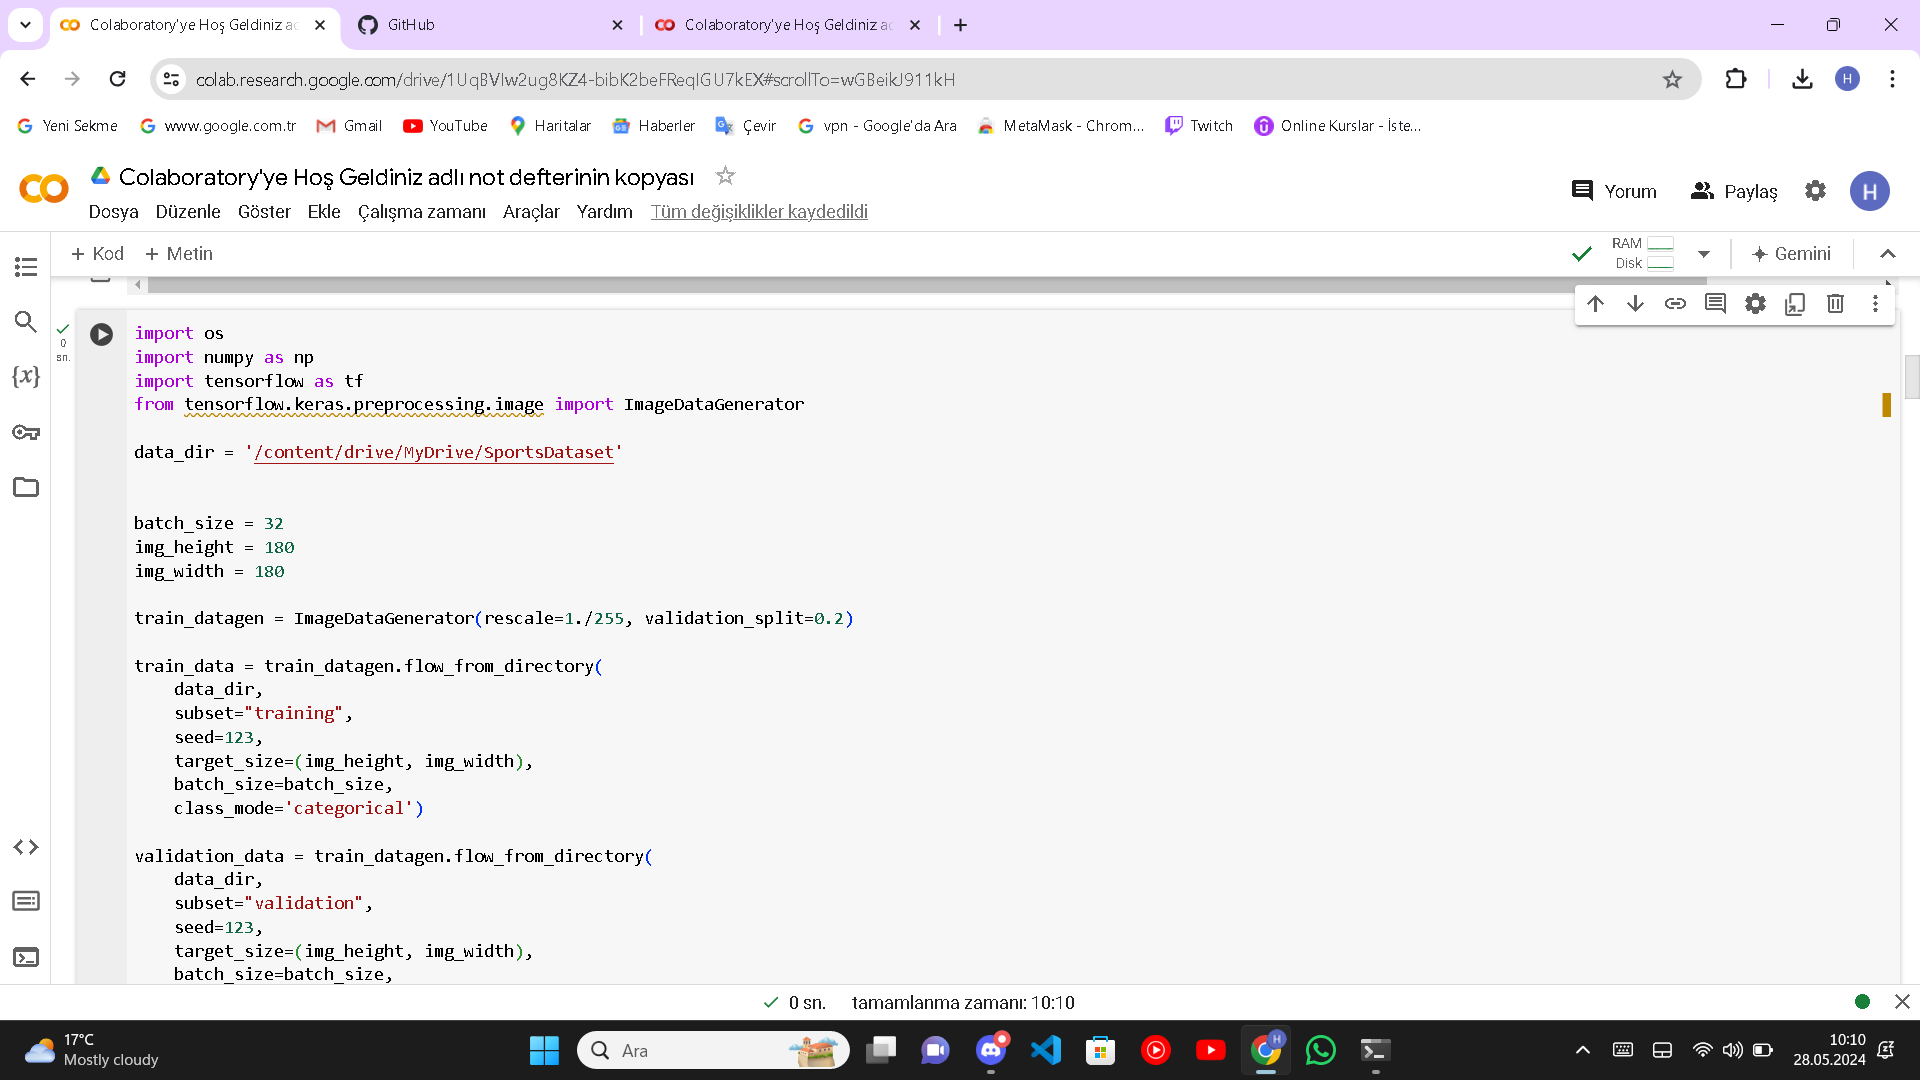 Colaboratory'ye Hoş Geldiniz ad
GitHub
Colaboratory'ye Hoş Geldiniz ad
colab.research.google.com/drive/1UqBVIw2ug8KZ4-bibK2beFReqIGU7kEX#scrollTo=wGBeikJ911kH
H
Yeni Sekme
www.google.com.tr
Gmail
YouTube
Haritalar
Haberler
Çevir
vpn - Google'da Ara
MetaMask - Chrom...
Twitch
Online Kurslar - İste...
Colaboratory'ye Hoş Geldiniz adlı not defterinin kopyası
Yorum
Paylaş
H
Dosya Düzenle Göster Ekle Çalışma zamanı Araçlar Yardım Tüm değişiklikler kaydedildi
+ Kod + Metin
RAM
Disk
Gemini
0
sn.
import os
import numpy as np
import tensorflow as tf
from tensorflow.keras.preprocessing.image import ImageDataGenerator
data_dir = '/content/drive/MyDrive/SportsDataset'
batch_size = 32
img_height = 180
img_width = 180
train_datagen = ImageDataGenerator(rescale=1./255, validation_split=0.2)
train_data = train_datagen.flow_from_directory(
data_dir,
subset="training",
seed=123,
target_size=(img_height, img_width),
batch_size=batch_size,
class_mode='categorical')
validation_data = train_datagen.flow_from_directory(
data_dir,
subset="validation",
seed=123,
target_size=(img_height, img_width),
batch_size=batch_size,
0 sn. tamamlanma zamanı: 10:10
17°C
Mostly cloudy
Ara
H
10:10
28.05.2024